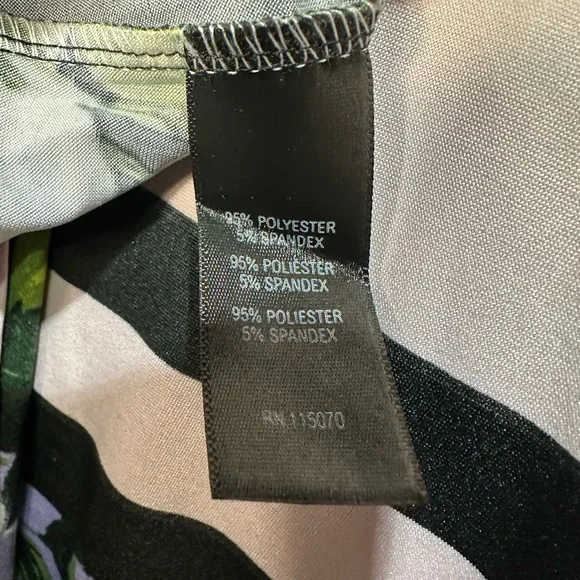 95% POLYESTER
5% SPANDEX
95% POLIESTER
5% SPANDEX
95% POLIESTER
5% SPANDEX
RN 115070